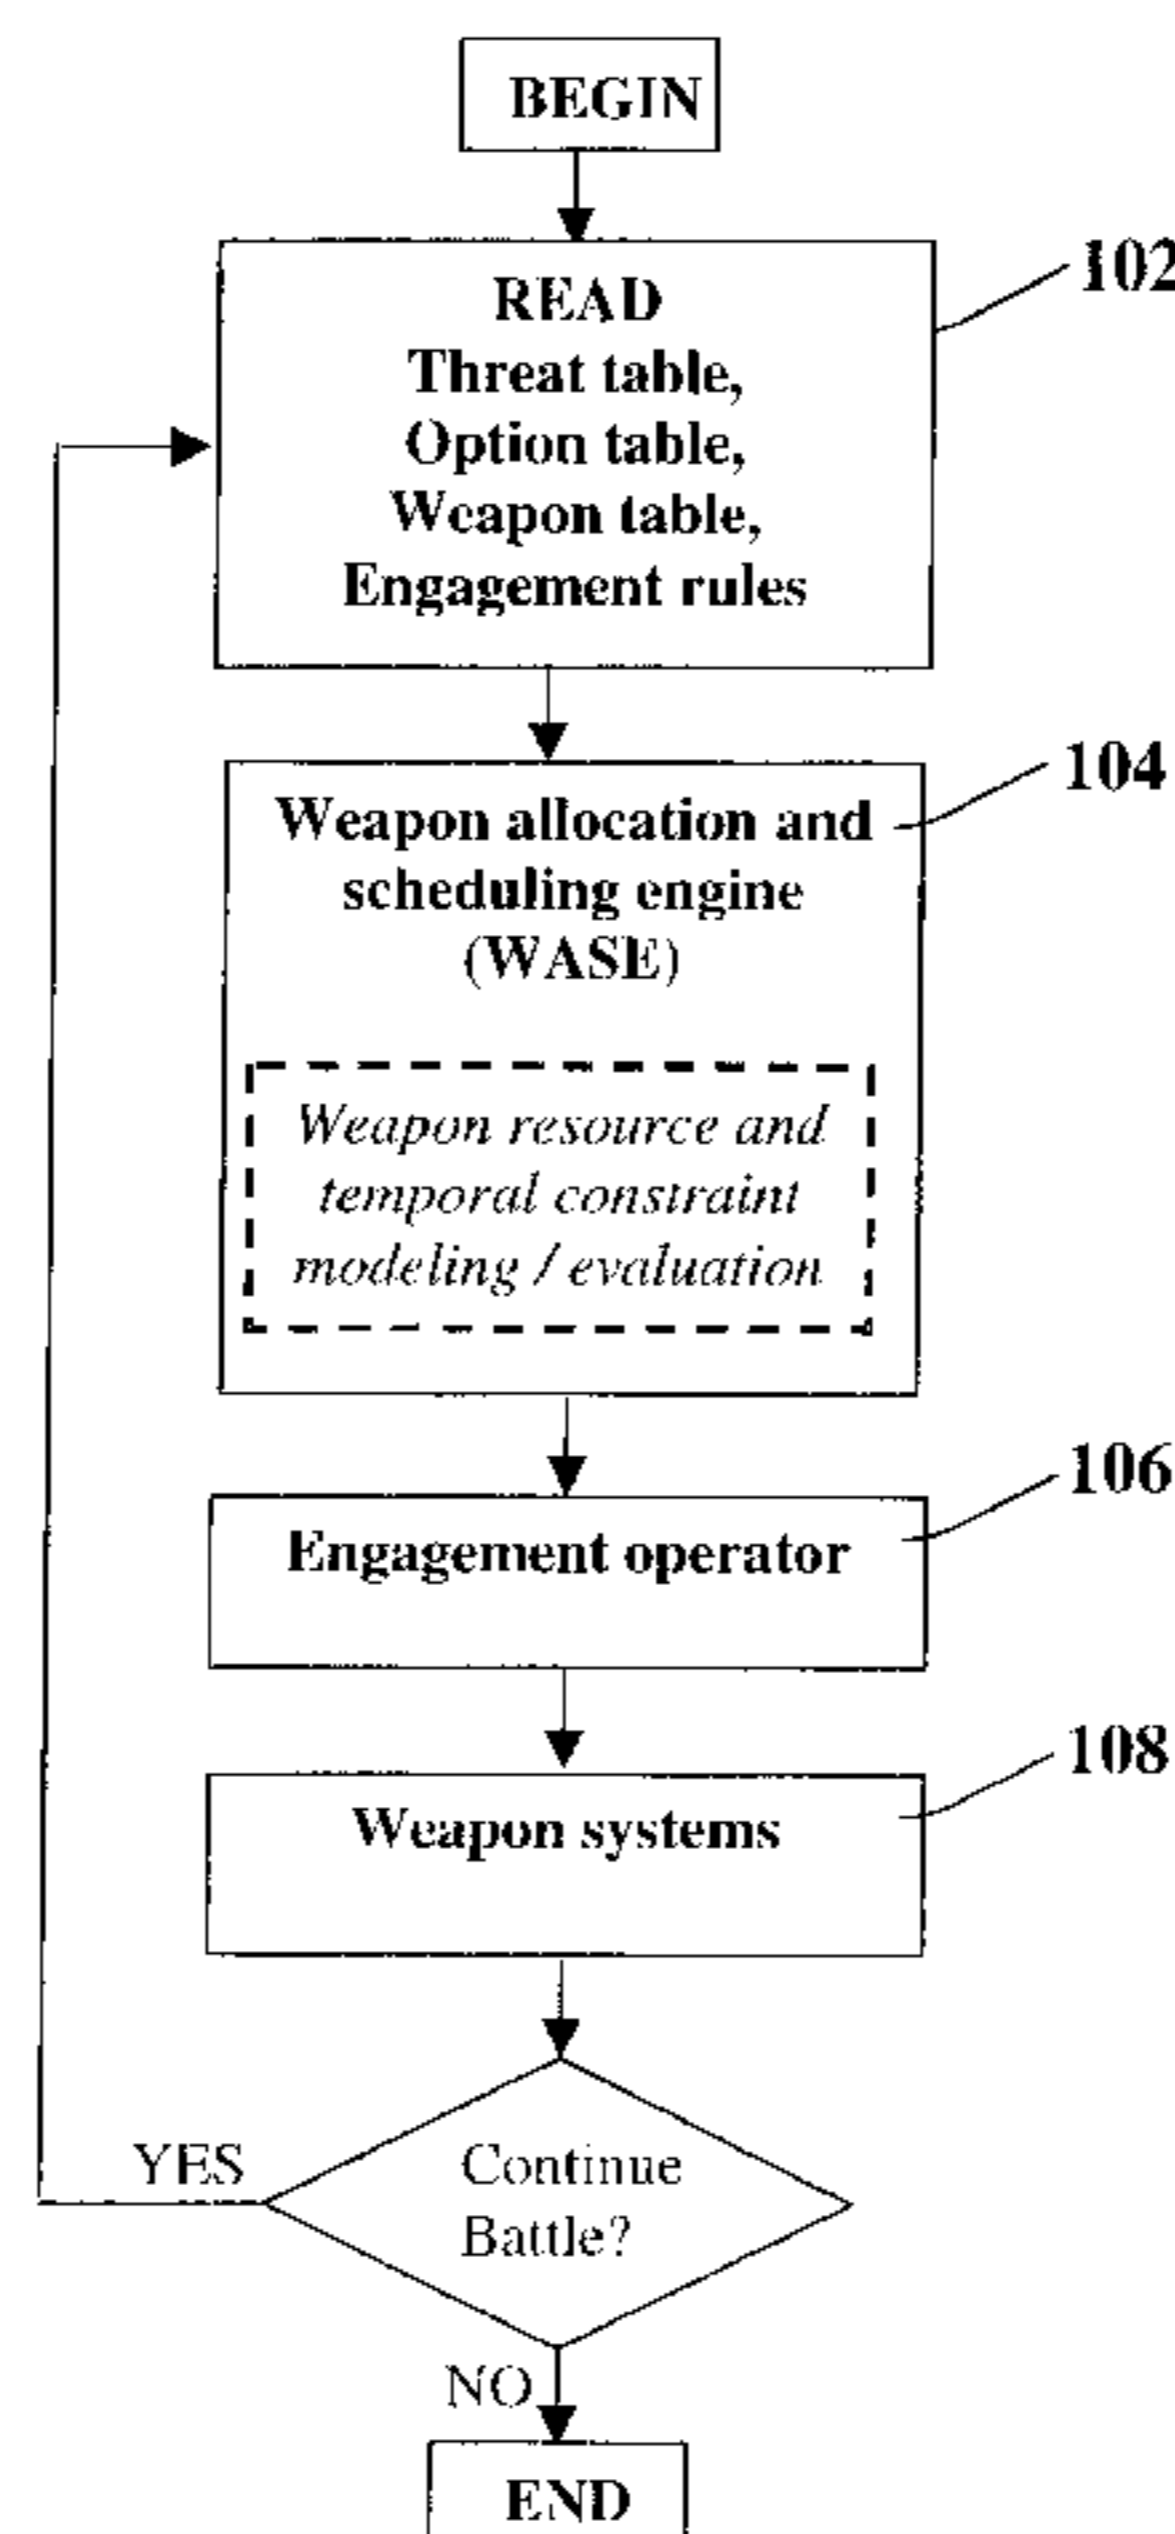 BEGIN
102
READ
Threat table,
Option table,
Weapon table,
Engagement rules
104
Weapon allocation and
scheduling engine
(WASE)
Weapon resource and
temporal constraint
modeling / evaluation
106
Engagement operator
108
Weapon systems
YES
Continue
Battle?
NO
END